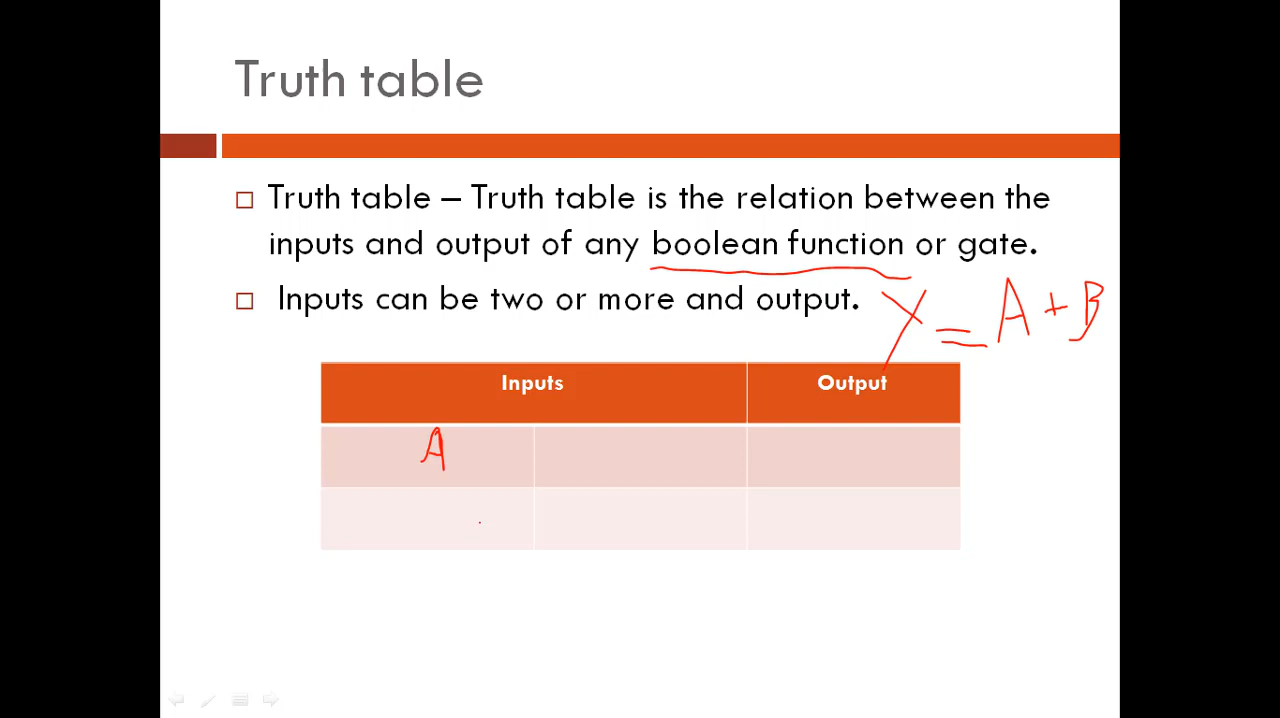 Truth table
Truth table – Truth table is the relation between the
inputs and output of any boolean function or gate.
Inputs can be two or more and output.
Y = A + B
Inputs Output
A